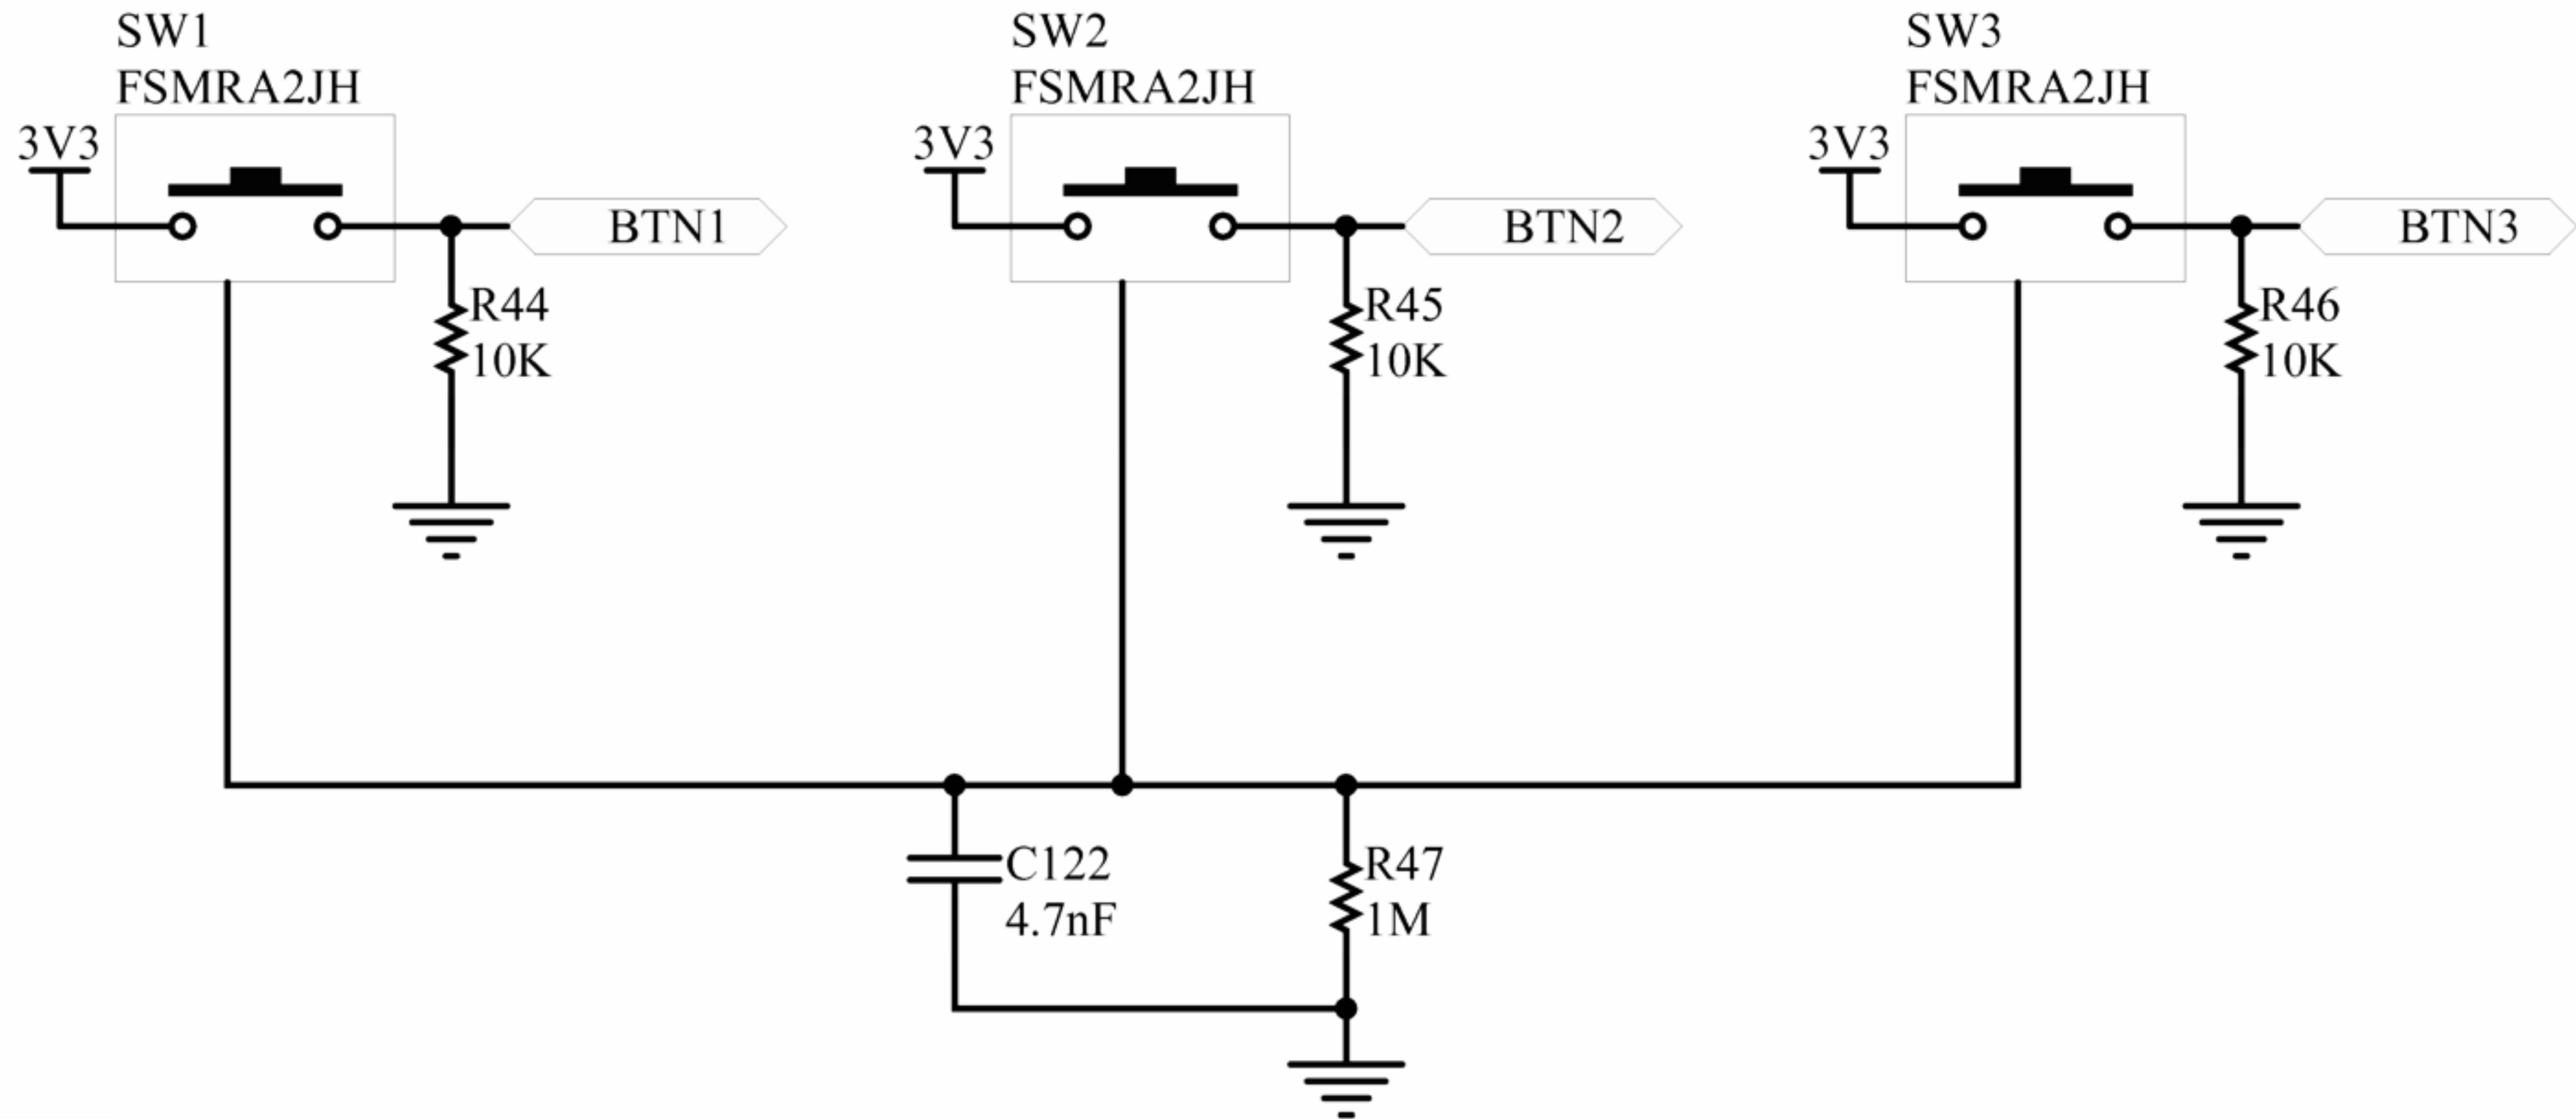 SW1
FSMRA2JH
3V3
BTN1
R44
10K
SW2
FSMRA2JH
3V3
BTN2
R45
10K
SW3
FSMRA2JH
3V3
BTN3
R46
10K
C122
4.7nF
R47
1M